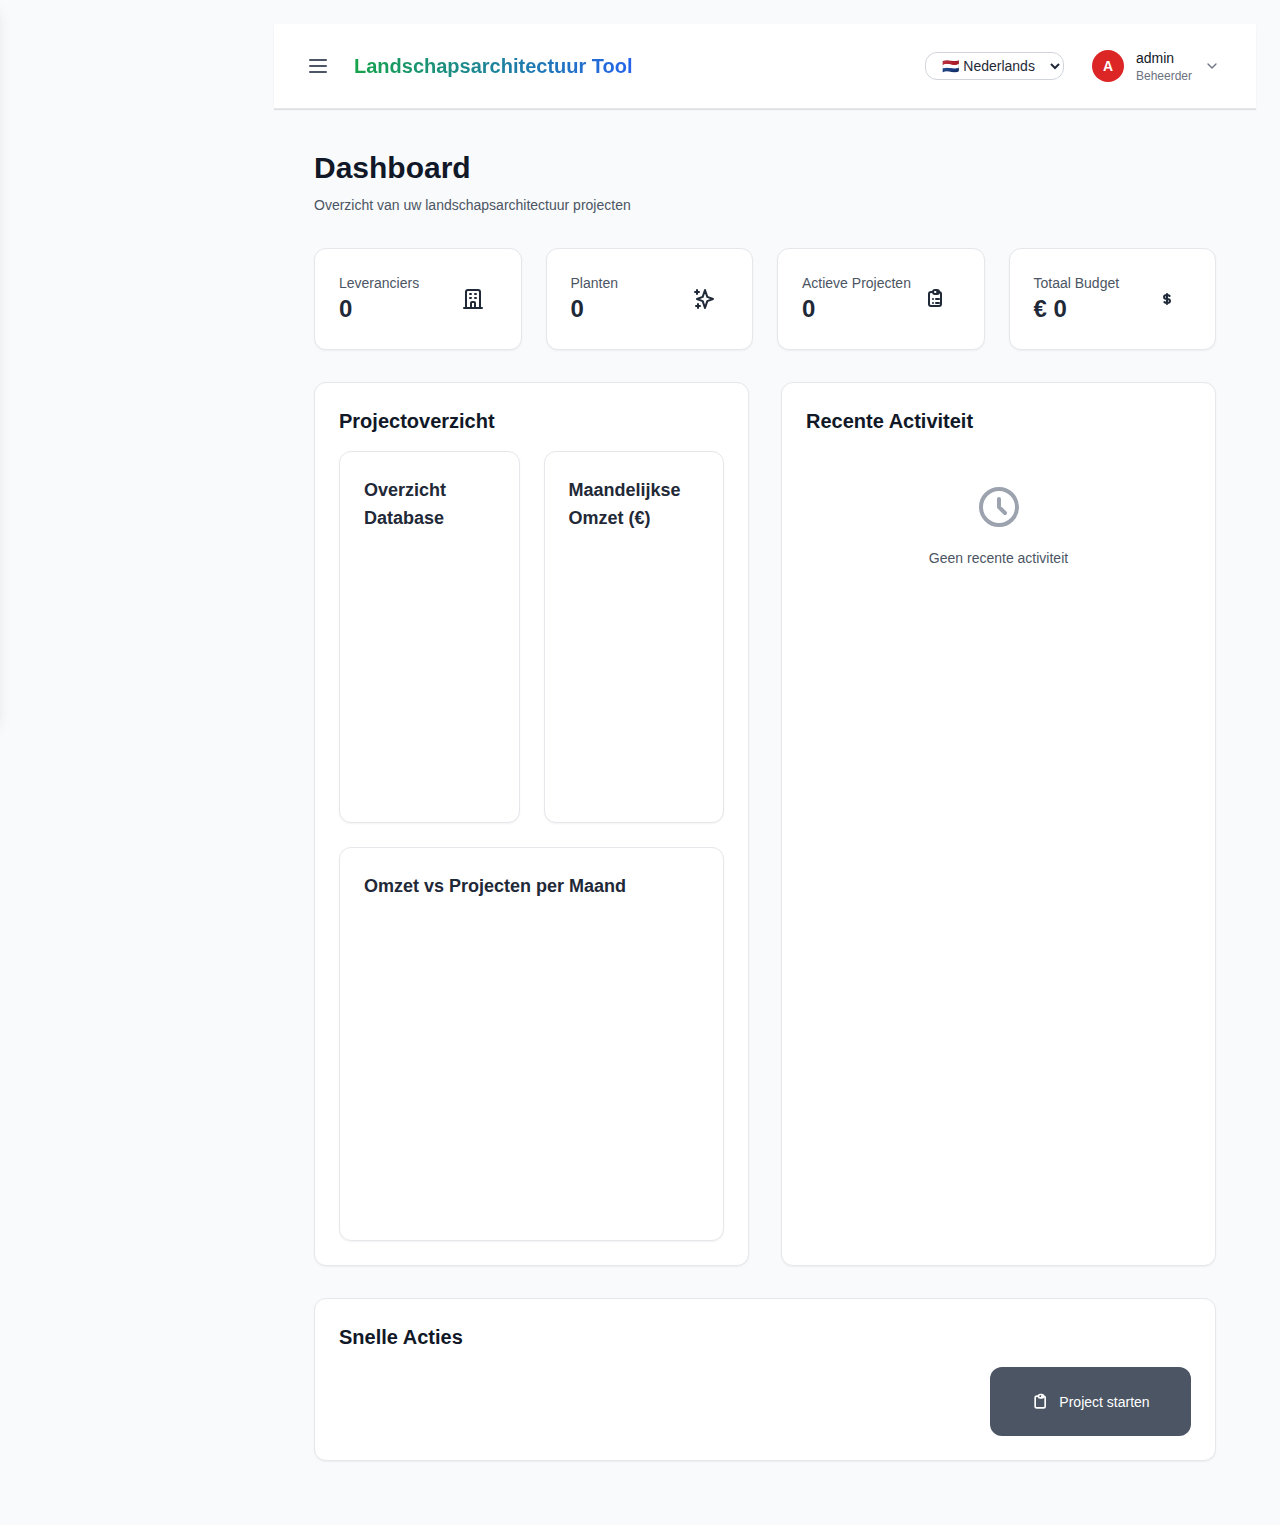 Landschapsarchitectuur Tool
🇳🇱 Nederlands
A
admin
Beheerder
Dashboard
Overzicht van uw landschapsarchitectuur projecten
Leveranciers
0
Planten
0
Actieve Projecten
0
Totaal Budget
€ 0
$
Projectoverzicht
Overzicht
Database
Maandelijkse
Omzet (€)
Omzet vs Projecten per Maand
Recente Activiteit
Geen recente activiteit
Snelle Acties
Project starten